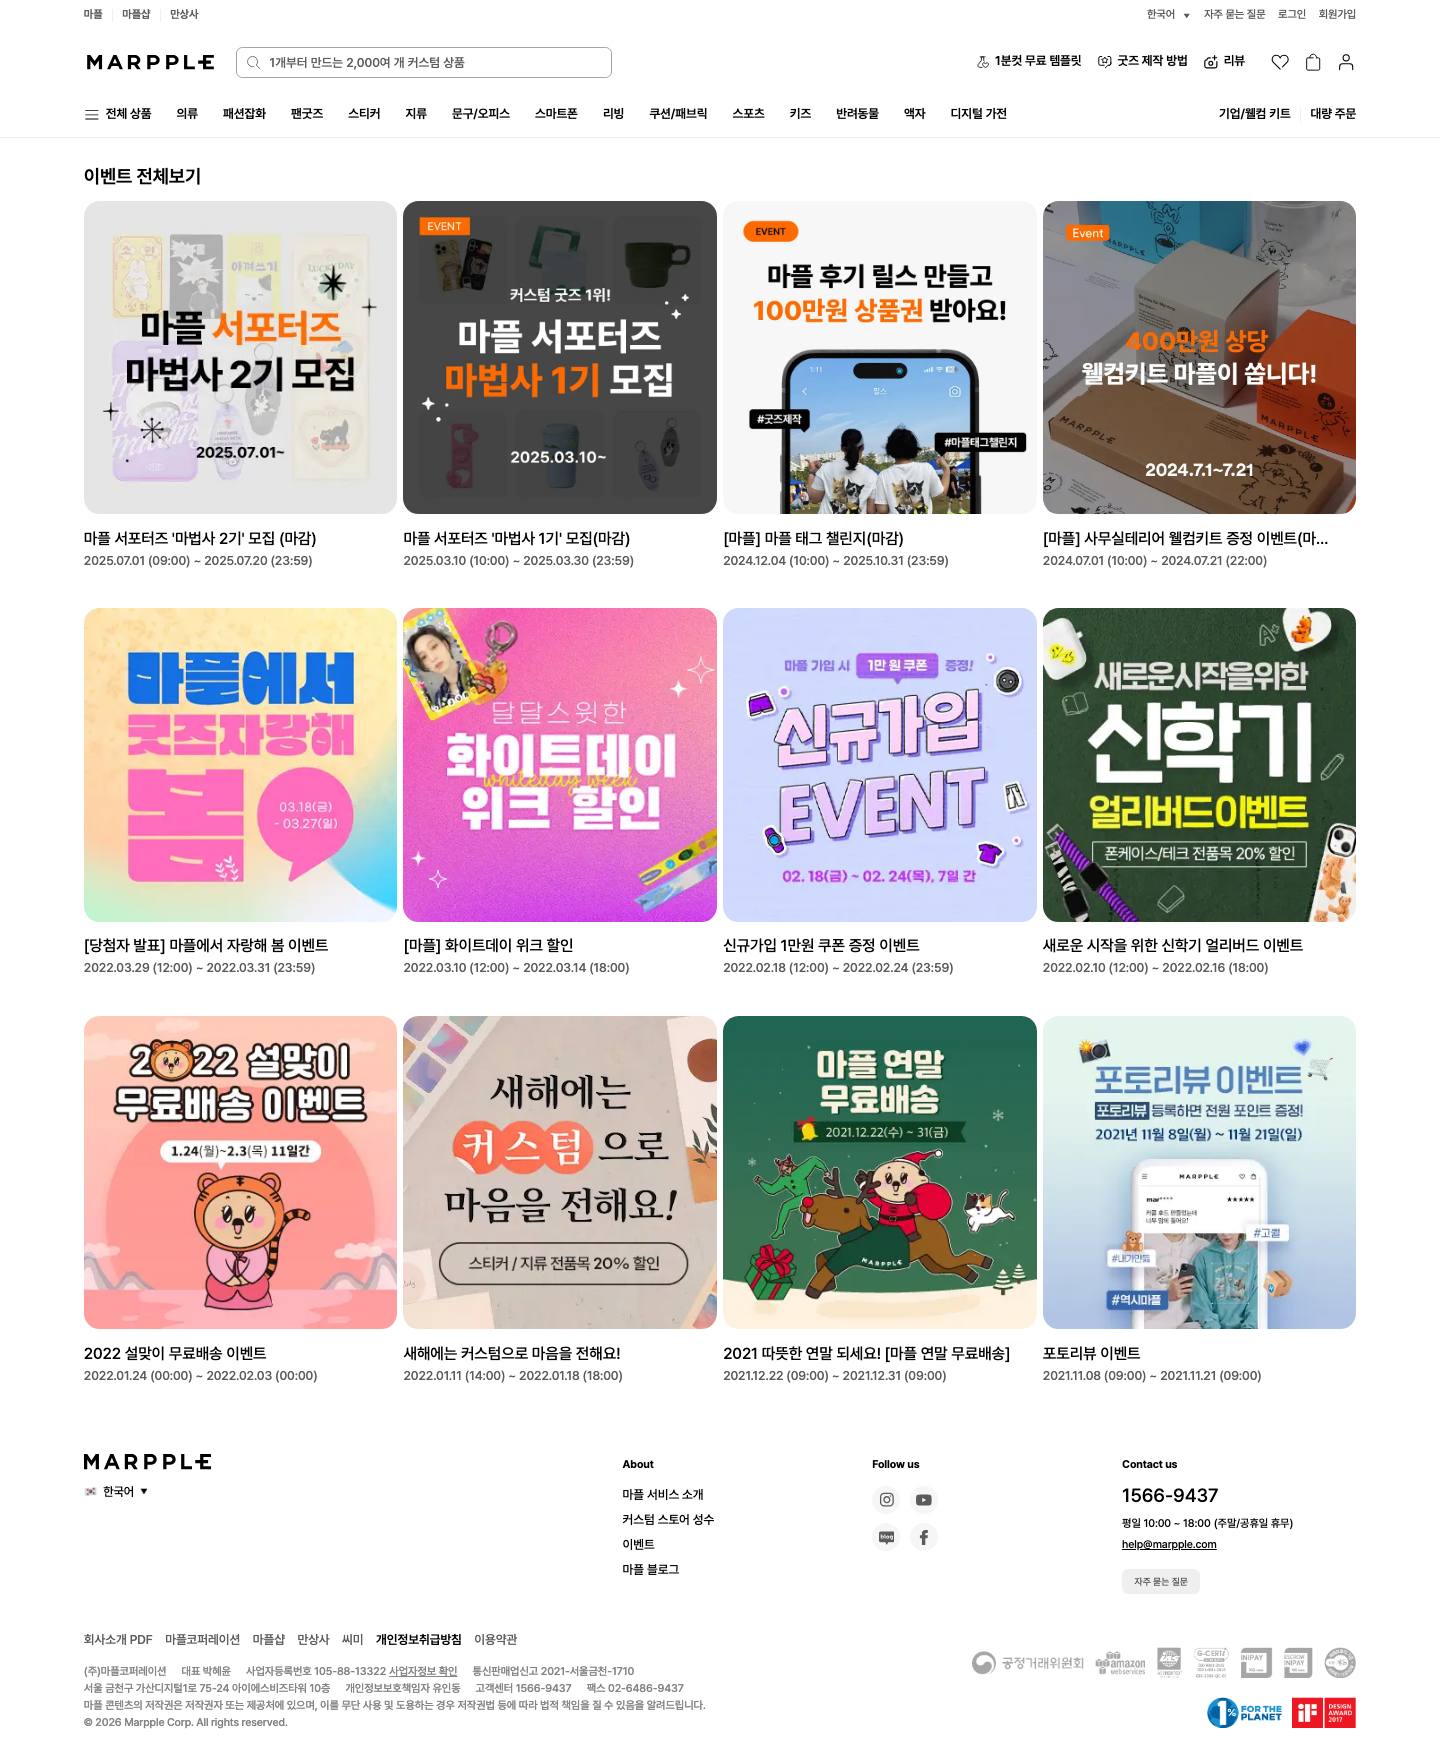 마플 마플샵 만상사
한국어 ▼ 자주 묻는 질문 로그인 회원가입
MARPPLE
1개부터 만드는 2,000여 개 커스텀 상품
1분컷 무료 템플릿 굿즈 제작 방법 리뷰
전체 상품 의류 패션잡화 팬굿즈 스티커 지류 문구/오피스 스마트폰 리빙 쿠션/패브릭 스포츠 키즈 반려동물 액자 디지털 가전
기업/웰컴 키트 대량 주문
이벤트 전체보기
아껴쓰기
LUCKY DAY
마플 서포터즈
마법사 2기 모집
2025.07.01~
마플 서포터즈 '마법사 2기' 모집 (마감)
2025.07.01 (09:00) ~ 2025.07.20 (23:59)
EVENT
커스텀 굿즈 1위!
마플 서포터즈
마법사 1기 모집
2025.03.10~
마플 서포터즈 '마법사 1기' 모집(마감)
2025.03.10 (10:00) ~ 2025.03.30 (23:59)
EVENT
마플 후기 릴스 만들고
100만원 상품권 받아요!
1:11
릴스
#굿즈제작
#마플태그챌린지
[마플] 마플 태그 챌린지(마감)
2024.12.04 (10:00) ~ 2025.10.31 (23:59)
Event
MARPPLE
400만원 상당
웰컴키트 마플이 쏩니다!
MARPPLE
2024.7.1~7.21
[마플] 사무실테리어 웰컴키트 증정 이벤트(마...
2024.07.01 (10:00) ~ 2024.07.21 (22:00)
마플에서
굿즈자랑해
봄
03.18(금)
- 03.27(일)
[당첨자 발표] 마플에서 자랑해 봄 이벤트
2022.03.29 (12:00) ~ 2022.03.31 (23:59)
달달스윗한
화이트데이
whiteday week
위크 할인
[마플] 화이트데이 위크 할인
2022.03.10 (12:00) ~ 2022.03.14 (18:00)
마플 가입 시 1만 원 쿠폰 증정!
신규가입
EVENT
02. 18(금) ~ 02. 24(목), 7일 간
신규가입 1만원 쿠폰 증정 이벤트
2022.02.18 (12:00) ~ 2022.02.24 (23:59)
새로운시작을위한
신학기
얼리버드이벤트
폰케이스/테크 전품목 20% 할인
새로운 시작을 위한 신학기 얼리버드 이벤트
2022.02.10 (12:00) ~ 2022.02.16 (18:00)
2022 설맞이
무료배송 이벤트
1.24(월)~2.3(목) 11일간
2022 설맞이 무료배송 이벤트
2022.01.24 (00:00) ~ 2022.02.03 (00:00)
새해에는
커스텀으로
마음을 전해요!
스티커 / 지류 전품목 20% 할인
새해에는 커스텀으로 마음을 전해요!
2022.01.11 (14:00) ~ 2022.01.18 (18:00)
마플 연말
무료배송
2021.12.22(수) ~ 31(금)
MARPPLE
2021 따뜻한 연말 되세요! [마플 연말 무료배송]
2021.12.22 (09:00) ~ 2021.12.31 (09:00)
포토리뷰 이벤트
포토리뷰 등록하면 전원 포인트 증정!
2021년 11월 8일(월) ~ 11월 21일(일)
MARPPLE
mar****
★★★★★
커플 후드 만들었는데
너무 맘에 들어요!
#고퀄
#내가만듦
#역시마플
포토리뷰 이벤트
2021.11.08 (09:00) ~ 2021.11.21 (09:00)
MARPPLE
한국어 ▼
About
마플 서비스 소개
커스텀 스토어 성수
이벤트
마플 블로그
Follow us
blog
Contact us
1566-9437
평일 10:00 ~ 18:00 (주말/공휴일 휴무)
help@marpple.com
자주 묻는 질문
회사소개 PDF 마플코퍼레이션 마플샵 만상사 씨미 개인정보취급방침 이용약관
(주)마플코퍼레이션 대표 박혜윤 사업자등록번호 105-88-13322 사업자정보 확인 통신판매업신고 2021-서울금천-1710
서울 금천구 가산디지털1로 75-24 아이에스비즈타워 10층 개인정보보호책임자 유인동 고객센터 1566-9437 팩스 02-6486-9437
마플 콘텐츠의 저작권은 저작권자 또는 제공처에 있으며, 이를 무단 사용 및 도용하는 경우 저작권법 등에 따라 법적 책임을 질 수 있음을 알려드립니다.
© 2026 Marpple Corp. All rights reserved.
공정거래위원회
amazon
webservices
IAS
G-CERTI
INIPAY
ESCROW
INIPAY
1% FOR THE
PLANET
iF DESIGN
AWARD
2017